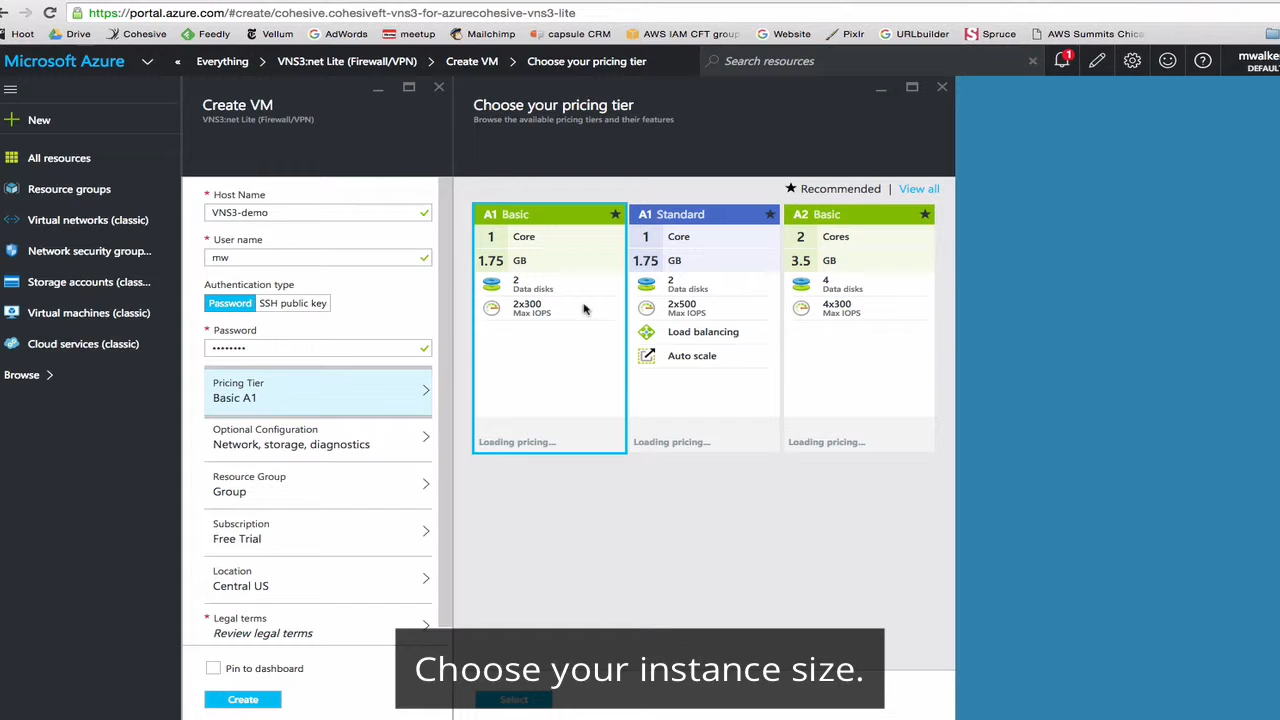 https://portal.azure.com/#create/cohesive.cohesiveft-vns3-for-azurecohesive-vns3-lite
Hoot Drive Cohesive Feedly Vellum AdWords meetup Mailchimp capsule CRM AWS IAM CFT group Website Pixlr URLbuilder Spruce AWS Summits Chica
Microsoft Azure Everything VNS3:net Lite (Firewall/VPN) Create VM Choose your pricing tier Search resources 1 mwalke
DEFAUL
Create VM
VNS3:net Lite (Firewall/VPN)
Choose your pricing tier
Browse the available pricing tiers and their features
New
All resources
Resource groups
Virtual networks (classic)
Network security group...
Storage accounts (class...
Virtual machines (classic)
Cloud services (classic)
Browse
* Host Name
VNS3-demo
* User name
mw
Authentication type
Password SSH public key
* Password
••••••••
Pricing Tier
Basic A1
Optional Configuration
Network, storage, diagnostics
Resource Group
Group
Subscription
Free Trial
Location
Central US
* Legal terms
Review legal terms
Pin to dashboard
Create
★ Recommended | View all
A1 Basic
1 Core
1.75 GB
2
Data disks
2x300
Max IOPS
Loading pricing...
A1 Standard
1 Core
1.75 GB
2
Data disks
2x500
Max IOPS
Load balancing
Auto scale
Loading pricing...
A2 Basic
2 Cores
3.5 GB
4
Data disks
4x300
Max IOPS
Loading pricing...
Select
Choose your instance size.